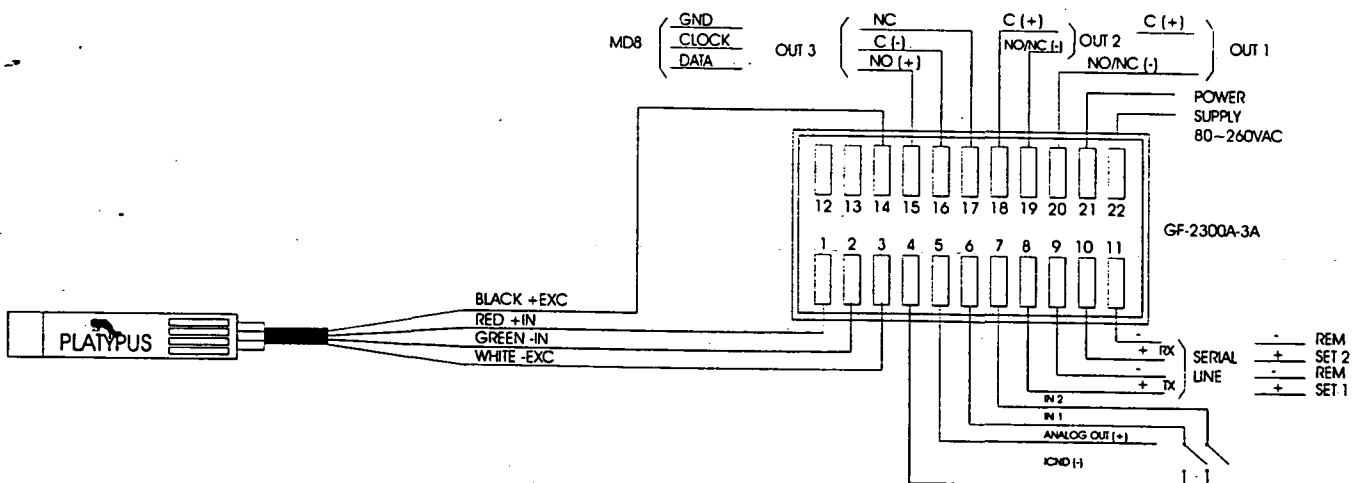 MD8
GND
CLOCK
DATA
OUT 3
NC
C (-)
NO (+)
C (+)
NO/NC (-)
OUT 2
C (+)
NO/NC (-)
OUT 1
POWER
SUPPLY
80~260VAC
12 13 14 15 16 17 18 19 20 21 22
GF-2300A-3A
1 2 3 4 5 6 7 8 9 10 11
BLACK +EXC
RED +IN
GREEN -IN
WHITE -EXC
PLATYPUS
- RX
+
- TX
+
SERIAL
LINE
- REM
+ SET 2
- REM
+ SET 1
IN 2
IN 1
ANALOG OUT (+)
ICND (-)